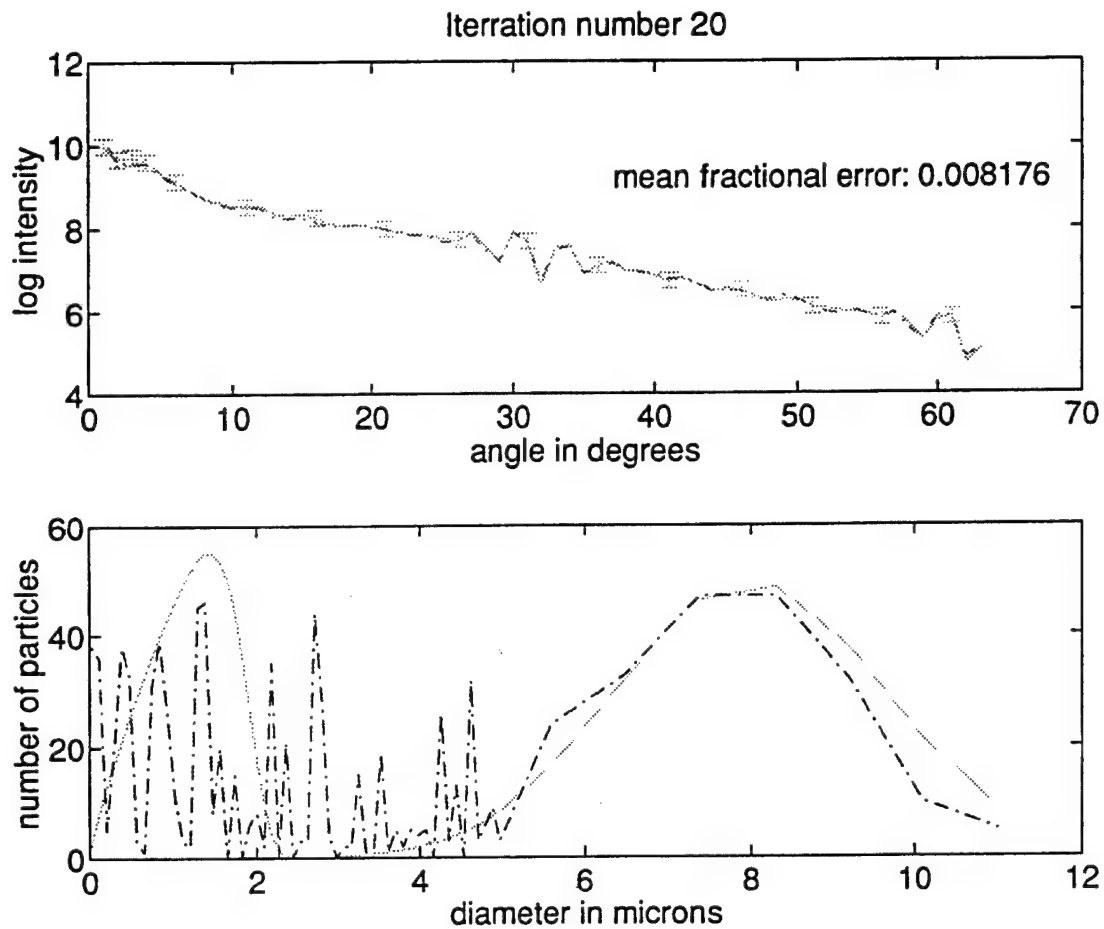 Iterration number 20
12
10
8
6
4
log intensity
mean fractional error: 0.008176
0 10 20 30 40 50 60 70
angle in degrees
60
40
20
0
number of particles
0 2 4 6 8 10 12
diameter in microns